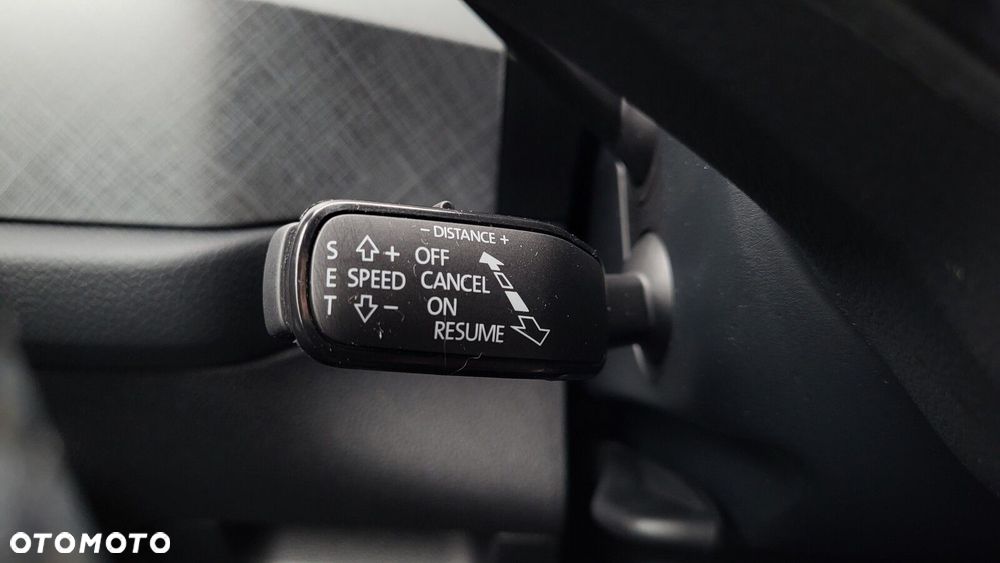 - DISTANCE +
S ⇧ + OFF
E SPEED CANCEL
T ⇩ - ON
RESUME
OTOMOTO